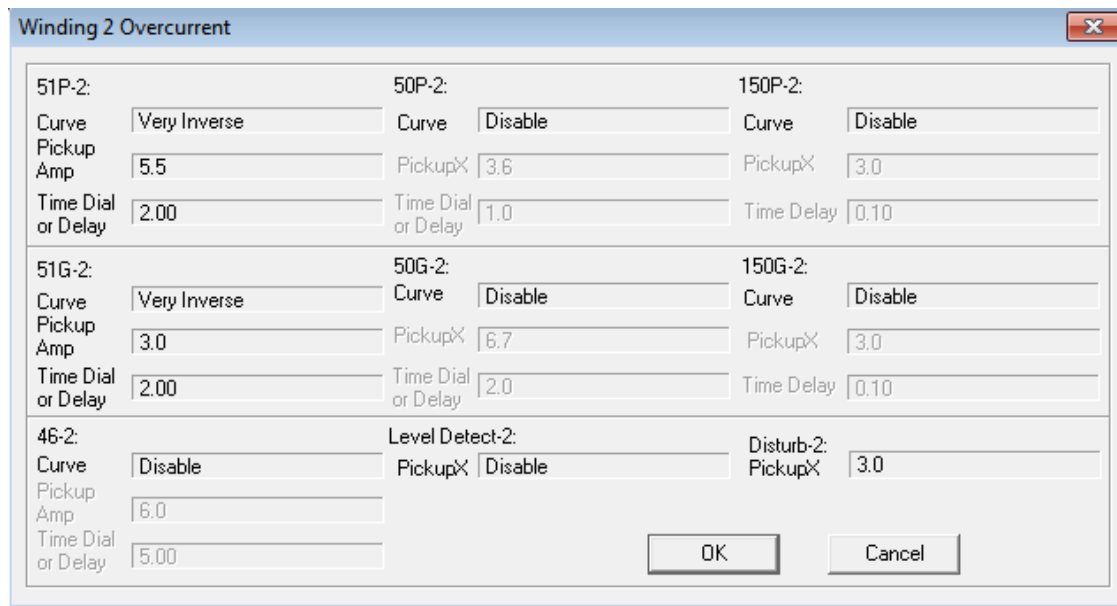 Winding 2 Overcurrent
51P-2:
Curve Very Inverse
Pickup Amp 5.5
Time Dial or Delay 2.00
50P-2:
Curve Disable
PickupX 3.6
Time Dial or Delay 1.0
150P-2:
Curve Disable
PickupX 3.0
Time Delay 0.10
51G-2:
Curve Very Inverse
Pickup Amp 3.0
Time Dial or Delay 2.00
50G-2:
Curve Disable
PickupX 6.7
Time Dial or Delay 2.0
150G-2:
Curve Disable
PickupX 3.0
Time Delay 0.10
46-2:
Curve Disable
Pickup Amp 6.0
Time Dial or Delay 5.00
Level Detect-2:
PickupX Disable
Disturb-2:
PickupX 3.0
OK
Cancel